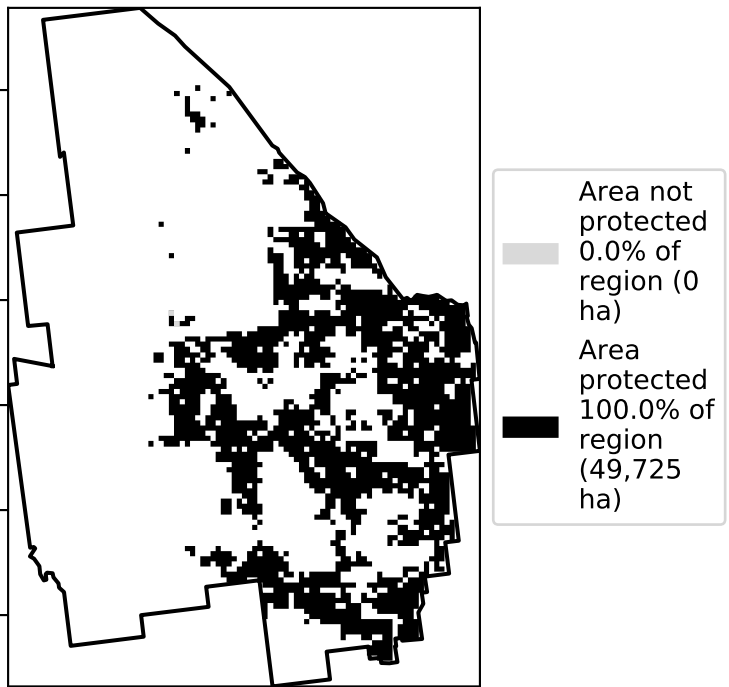 Area not
protected
0.0% of
region (0
ha)
Area
protected
100.0% of
region
(49,725
ha)